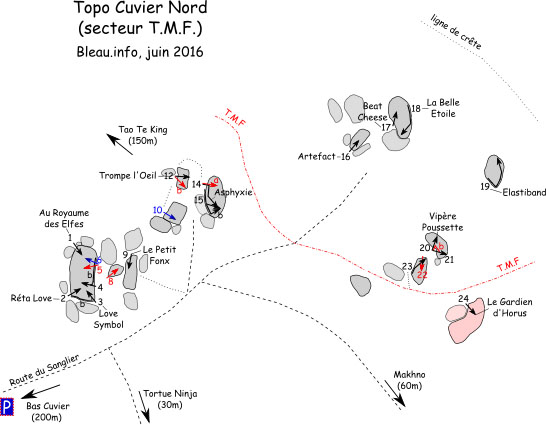 Topo Cuvier Nord
(secteur T.M.F.)
Bleau.info, juin 2016
ligne de crête
T.M.F
Tao Te King
(150m)
Beat
Cheese
17
18
La Belle
Etoile
Artefact
16
Trompe l'Oeil
12
b
14
a
Asphyxie
15
b
10
19
Elastiband
Au Royaume
des Elfes
1
9
Le Petit
Fonx
6
5
8
b
4
Réta Love
2
3
b
Love
Symbol
Vipère
Poussette
20
b
21
23
22
T.M.F
24
Le Gardien
d'Horus
Route du Sanglier
P
Bas Cuvier
(200m)
Tortue Ninja
(30m)
Makhno
(60m)